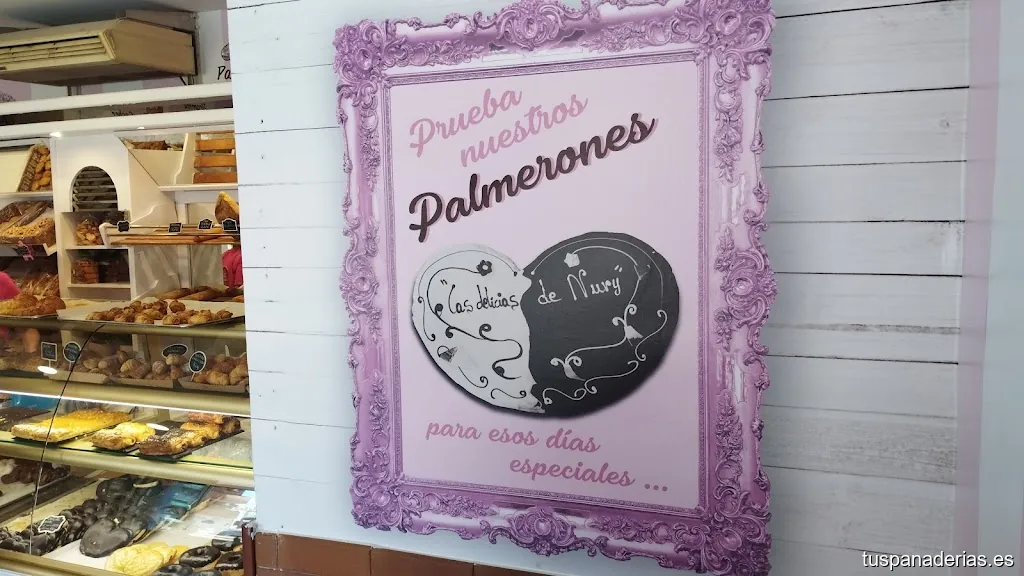 Prueba
nuestros
Palmerones
"Las delicias de Nury"
para esos días
especiales ...
tuspanaderias.es